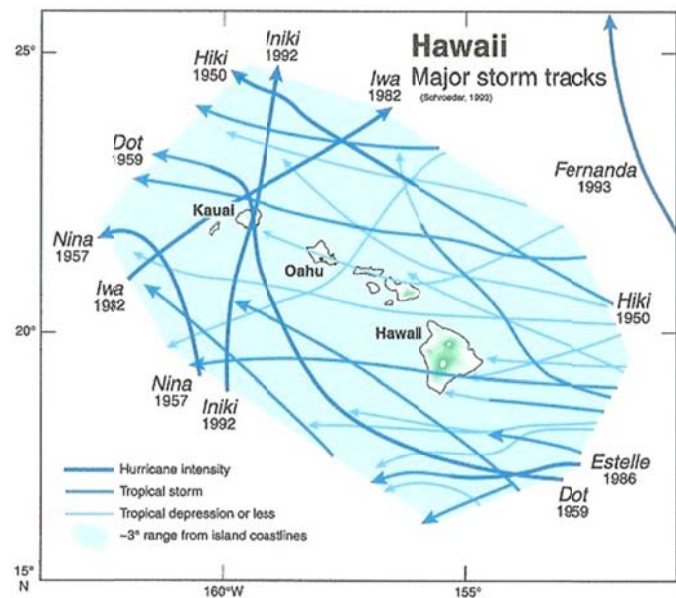 Hawaii
Major storm tracks
(Schroeder, 1993)
25°
20°
15°
N
160°W
155°
Hiki
1950
Iniki
1992
Iwa
1982
Dot
1959
Fernanda
1993
Kauai
Nina
1957
Oahu
Iwa
1982
Hawaii
Hiki
1950
Nina
1957
Iniki
1992
Estelle
1986
Dot
1959
Hurricane intensity
Tropical storm
Tropical depression or less
~3° range from island coastlines